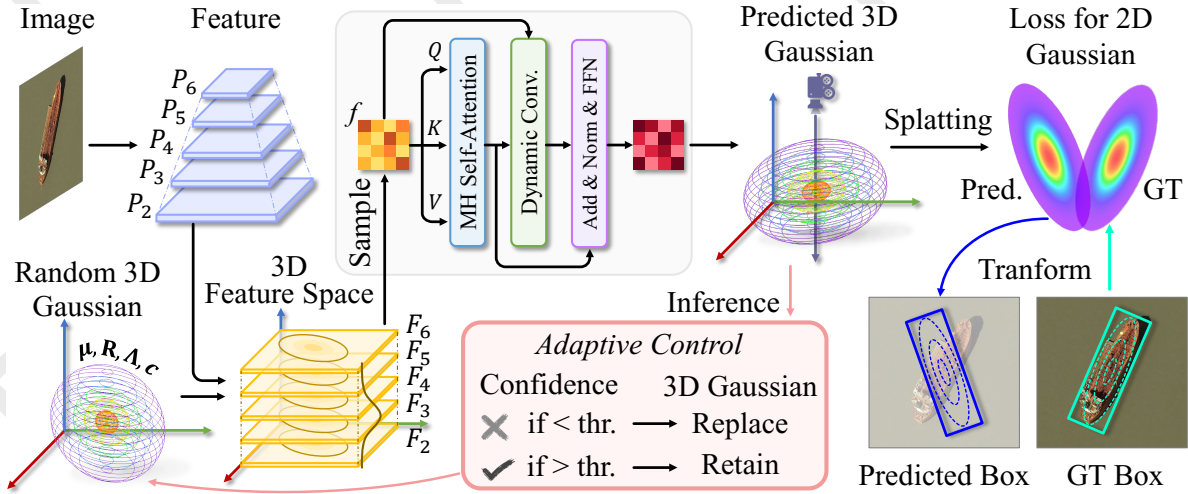 Image
Feature
P₆
P₅
P₄
P₃
P₂
Random 3D
Gaussian
μ, R, Λ, c
3D
Feature Space
F₆
F₅
F₄
F₃
F₂
Sample
f
Q
K
V
MH Self-Attention
Dynamic Conv.
Add & Norm & FFN
Predicted 3D
Gaussian
Splatting
Loss for 2D
Gaussian
Pred.
GT
Tranform
Inference
Adaptive Control
Confidence 3D Gaussian
if < thr. Replace
if > thr. Retain
Predicted Box
GT Box